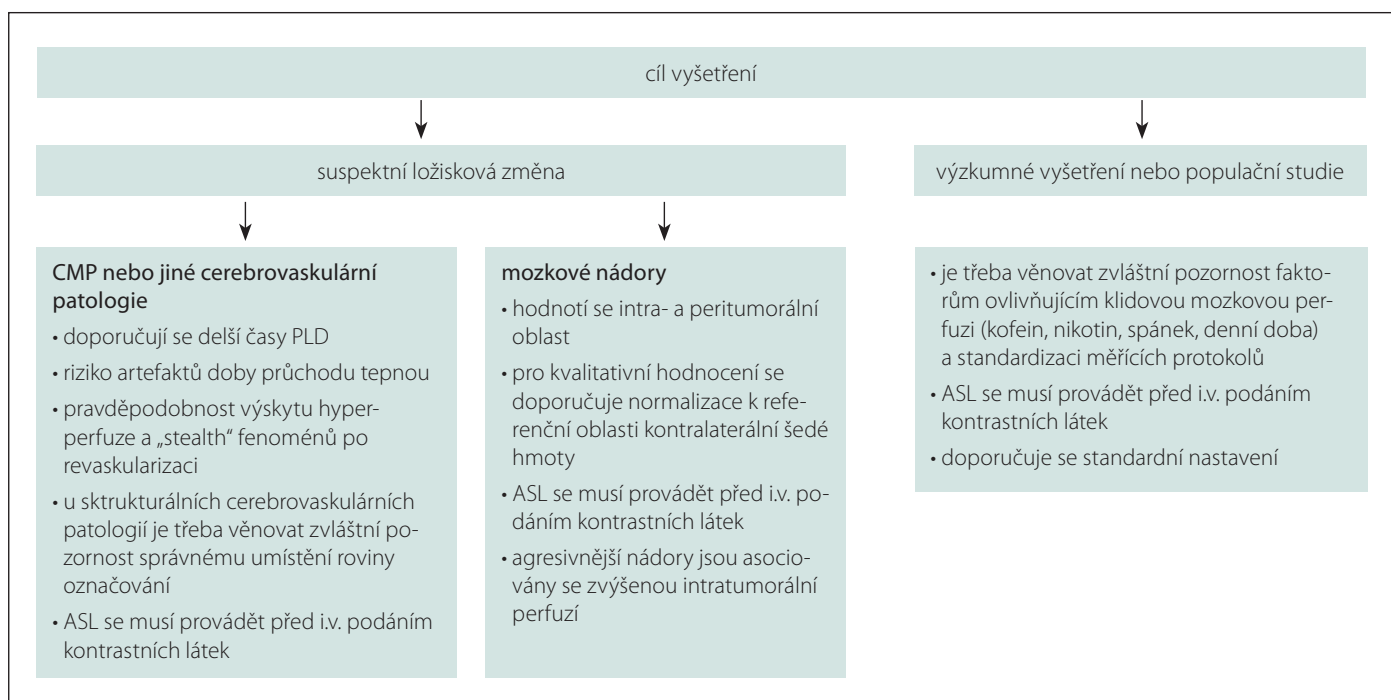 cíl vyšetření
suspektní ložisková změna
výzkumné vyšetření nebo populační studie
CMP nebo jiné cerebrovaskulární
patologie
• doporučují se delší časy PLD
• riziko artefaktů doby průchodu tepnou
• pravděpodobnost výskytu hyper-
perfuze a „stealth“ fenoménů po
revaskularizaci
• u sktrukturálních cerebrovaskulárních
patologií je třeba věnovat zvláštní po-
zornost správnému umístění roviny
označování
• ASL se musí provádět před i.v. podáním
kontrastních látek
mozkové nádory
• hodnotí se intra- a peritumorální
oblast
• pro kvalitativní hodnocení se
doporučuje normalizace k refe-
renční oblasti kontralaterální šedé
hmoty
• ASL se musí provádět před i.v. po-
dáním kontrastních látek
• agresivnější nádory jsou asocio-
vány se zvýšenou intratumorální
perfuzí
• je třeba věnovat zvláštní pozornost fakto-
rům ovlivňujícím klidovou mozkovou per-
fuzi (kofein, nikotin, spánek, denní doba)
a standardizaci měřících protokolů
• ASL se musí provádět před i.v. podáním
kontrastních látek
• doporučuje se standardní nastavení